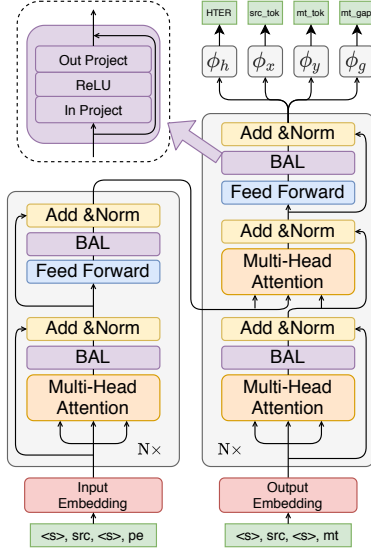 HTER
src_tok
mt_tok
mt_gap
ϕh
ϕx
ϕy
ϕg
Out Project
ReLU
In Project
Add &Norm
BAL
Feed Forward
Add &Norm
Multi-Head
Attention
Add &Norm
BAL
Multi-Head
Attention
N×
Output
Embedding
<s>, src, <s>, mt
Add &Norm
BAL
Feed Forward
Add &Norm
BAL
Multi-Head
Attention
N×
Input
Embedding
<s>, src, <s>, pe